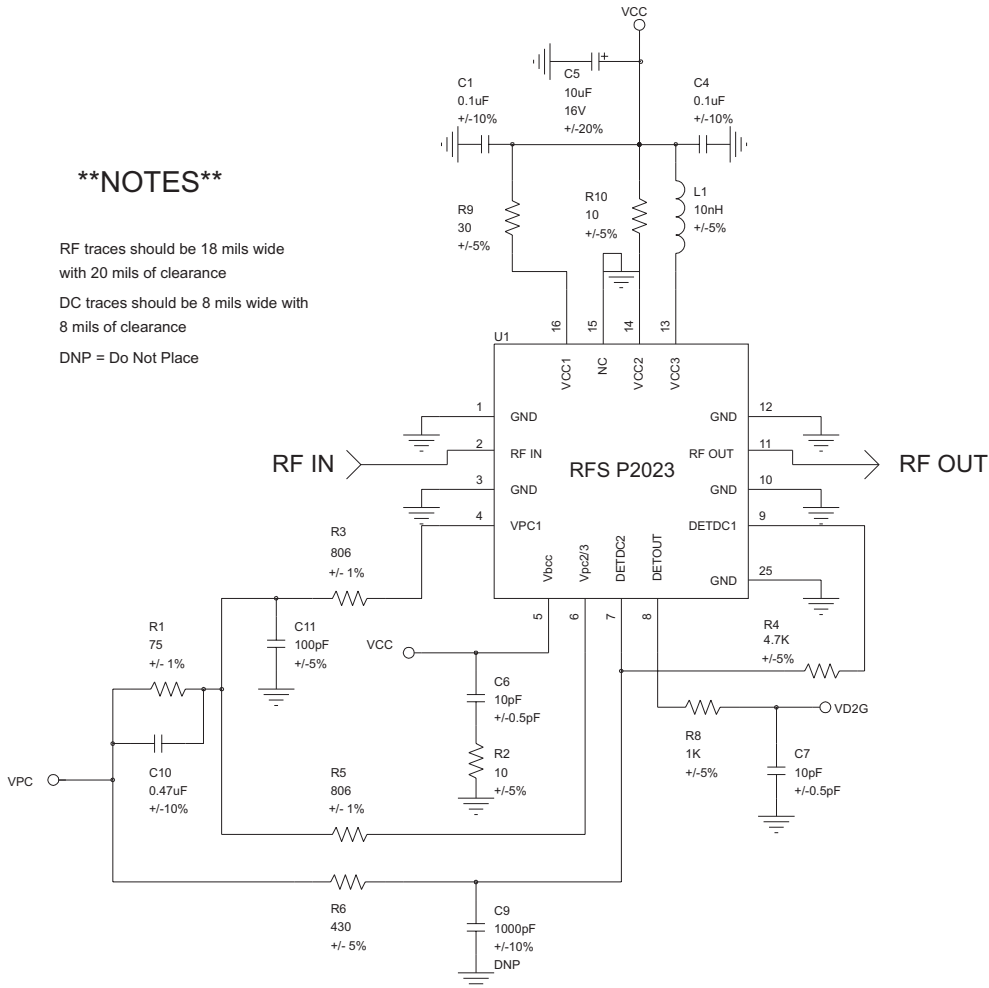 VCC
C5
10uF
16V
+/-20%
+
C1
0.1uF
+/-10%
C4
0.1uF
+/-10%
**NOTES**
RF traces should be 18 mils wide
with 20 mils of clearance
DC traces should be 8 mils wide with
8 mils of clearance
DNP = Do Not Place
R9
30
+/-5%
R10
10
+/-5%
L1
10nH
+/-5%
16
15
14
13
U1
VCC1
NC
VCC2
VCC3
1
GND
GND
12
RF IN
2
RF IN
RFS P2023
RF OUT
11
RF OUT
3
GND
GND
10
4
VPC1
DETDC1
9
Vbcc
Vpc2/3
DETDC2
DETOUT
GND
25
5
6
7
8
R3
806
+/- 1%
R1
75
+/- 1%
C11
100pF
+/-5%
VCC
R4
4.7K
+/-5%
C6
10pF
+/-0.5pF
VD2G
R8
1K
+/-5%
R2
10
+/-5%
C7
10pF
+/-0.5pF
VPC
C10
0.47uF
+/-10%
R5
806
+/- 1%
R6
430
+/- 5%
C9
1000pF
+/-10%
DNP